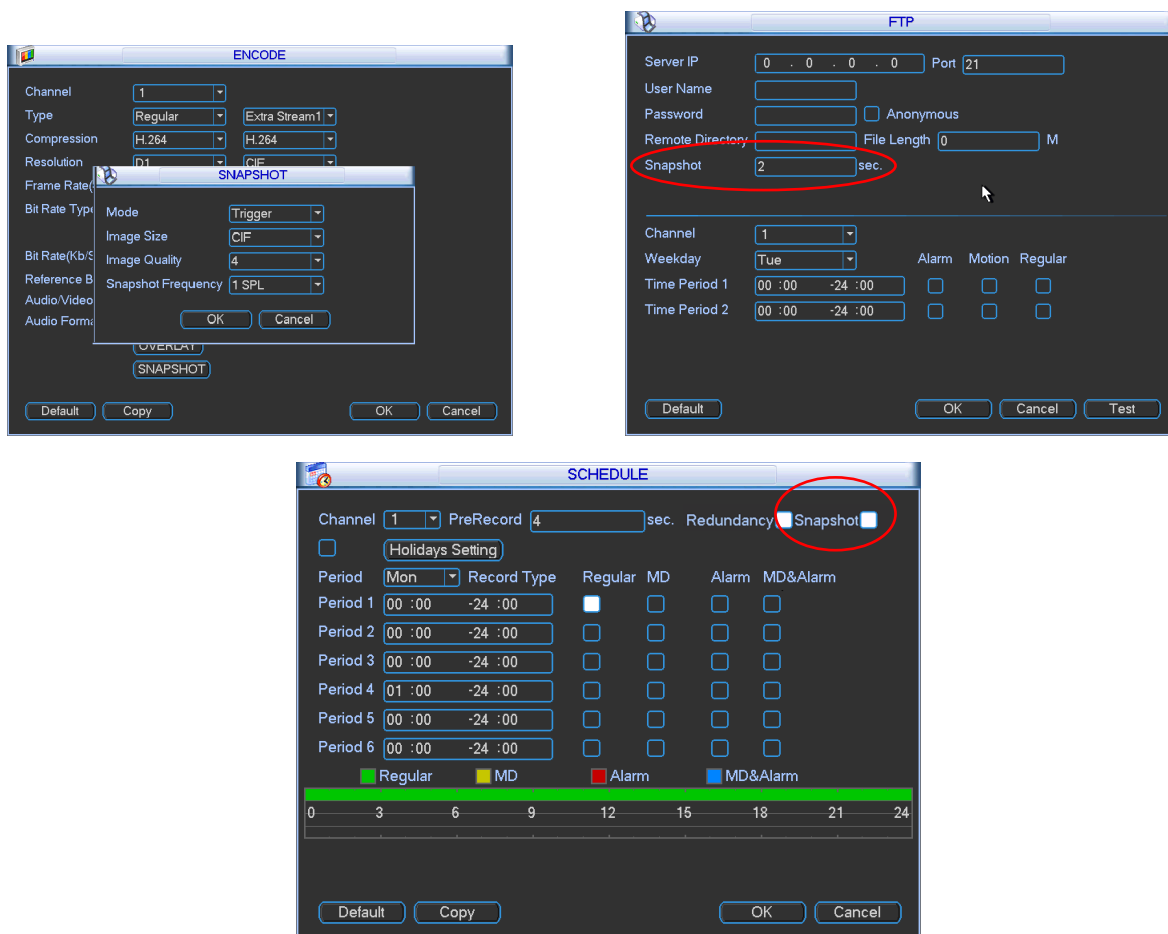 ENCODE
Channel 1
Type Regular Extra Stream1
Compression H.264 H.264
Resolution D1 CIF
Frame Rate(
Bit Rate Type
Bit Rate(Kb/S
Reference B
Audio/Video
Audio Forma
SNAPSHOT
Mode Trigger
Image Size CIF
Image Quality 4
Snapshot Frequency 1 SPL
OK Cancel
OVERLAY
SNAPSHOT
Default Copy OK Cancel
FTP
Server IP 0 . 0 . 0 . 0 Port 21
User Name
Password Anonymous
Remote Directory File Length 0 M
Snapshot 2 sec.
Channel 1
Weekday Tue Alarm Motion Regular
Time Period 1 00 :00 -24 :00
Time Period 2 00 :00 -24 :00
Default OK Cancel Test
SCHEDULE
Channel 1 PreRecord 4 sec. Redundancy Snapshot
Holidays Setting
Period Mon Record Type Regular MD Alarm MD&Alarm
Period 1 00 :00 -24 :00
Period 2 00 :00 -24 :00
Period 3 00 :00 -24 :00
Period 4 01 :00 -24 :00
Period 5 00 :00 -24 :00
Period 6 00 :00 -24 :00
Regular MD Alarm MD&Alarm
0 3 6 9 12 15 18 21 24
Default Copy OK Cancel